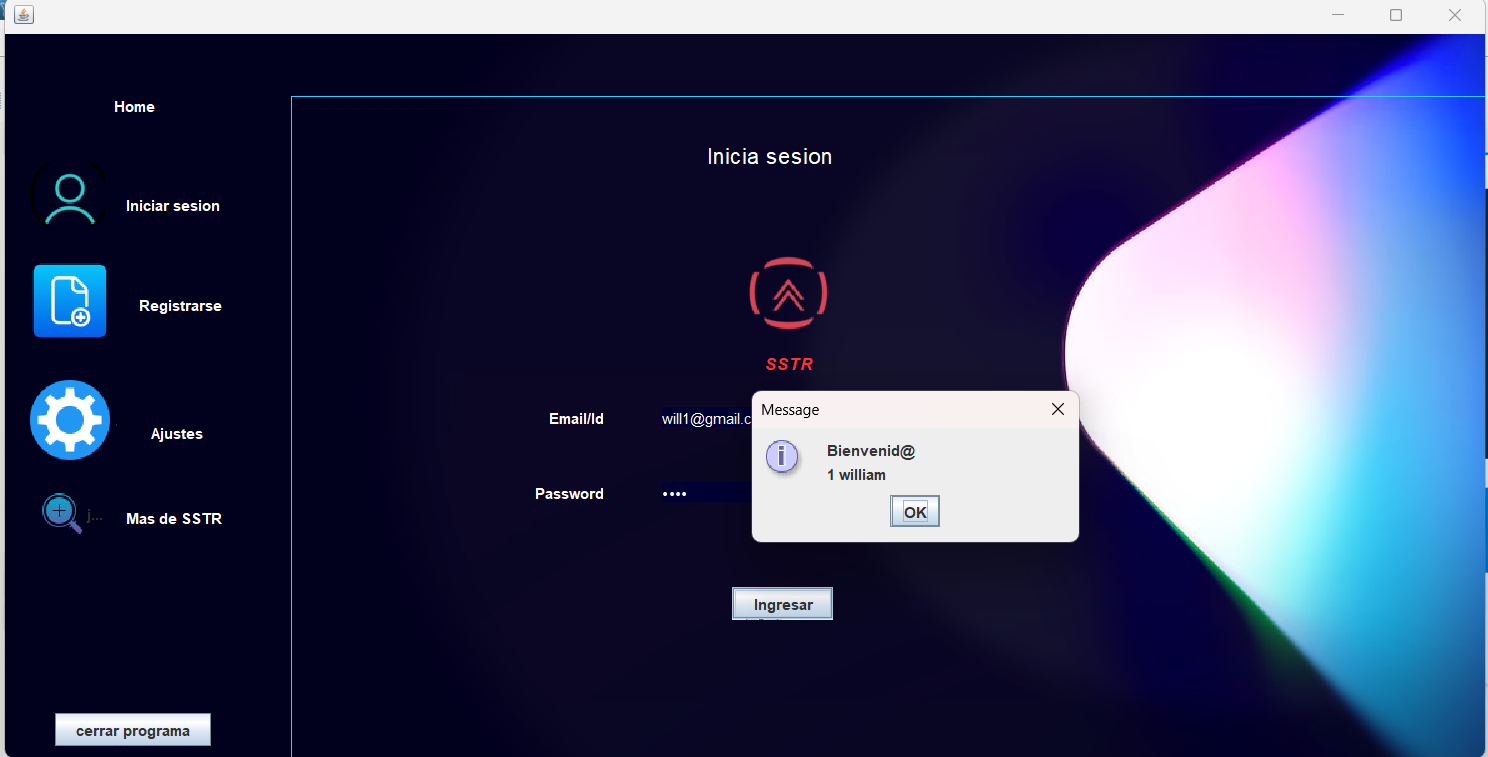 Home
Inicia sesion
Iniciar sesion
Registrarse
SSTR
Email/Id
will1@gmail.c
Message
Ajustes
Bienvenid@
1 william
Password
••••
OK
j...
Mas de SSTR
Ingresar
cerrar programa